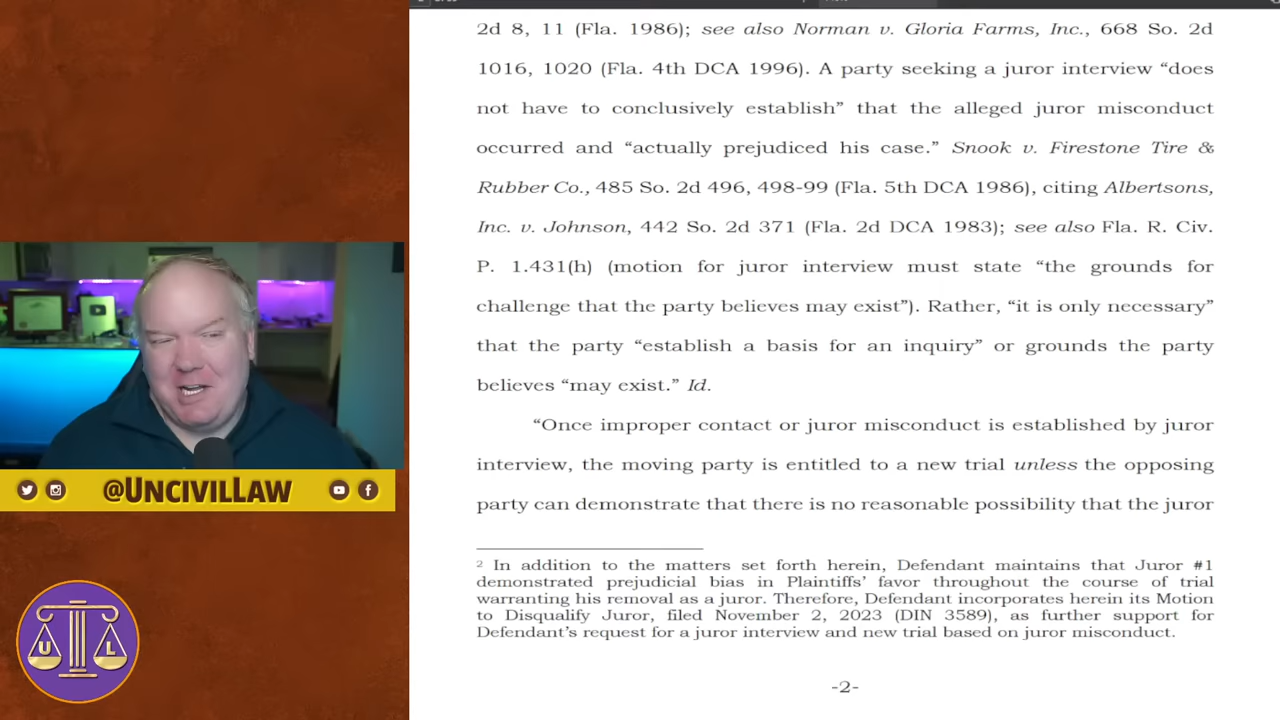 2d 8, 11 (Fla. 1986); see also Norman v. Gloria Farms, Inc., 668 So. 2d
1016, 1020 (Fla. 4th DCA 1996). A party seeking a juror interview “does
not have to conclusively establish” that the alleged juror misconduct
occurred and “actually prejudiced his case.” Snook v. Firestone Tire &
Rubber Co., 485 So. 2d 496, 498-99 (Fla. 5th DCA 1986), citing Albertsons,
Inc. v. Johnson, 442 So. 2d 371 (Fla. 2d DCA 1983); see also Fla. R. Civ.
P. 1.431(h) (motion for juror interview must state “the grounds for
challenge that the party believes may exist”). Rather, “it is only necessary”
that the party “establish a basis for an inquiry” or grounds the party
believes “may exist.” Id.
“Once improper contact or juror misconduct is established by juror
interview, the moving party is entitled to a new trial unless the opposing
party can demonstrate that there is no reasonable possibility that the juror
2 In addition to the matters set forth herein, Defendant maintains that Juror #1
demonstrated prejudicial bias in Plaintiffs’ favor throughout the course of trial
warranting his removal as a juror. Therefore, Defendant incorporates herein its Motion
to Disqualify Juror, filed November 2, 2023 (DIN 3589), as further support for
Defendant’s request for a juror interview and new trial based on juror misconduct.
-2-
@UNCIVILLAW
U L